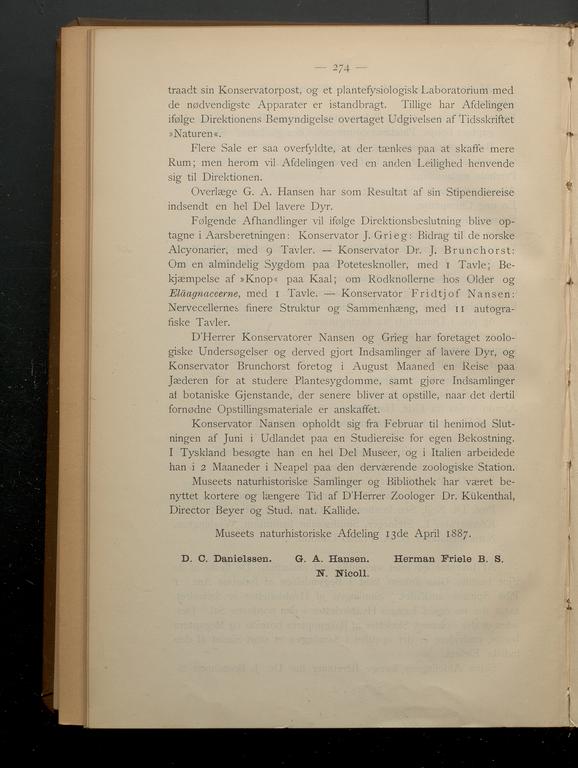 — 274 —
traadt sin Konservatorpost, og et plantefysiologisk Laboratorium med
de nødvendigste Apparater er istandbragt. Tillige har Afdelingen
ifølge Direktionens Bemyndigelse overtaget Udgivelsen af Tidsskriftet
»Naturen«.
Flere Sale er saa overfyldte, at der tænkes paa at skaffe mere
Rum; men herom vil Afdelingen ved en anden Leilighed henvende
sig til Direktionen.
Overlæge G. A. Hansen har som Resultat af sin Stipendiereise
indsendt en hel Del lavere Dyr.
Følgende Afhandlinger vil ifølge Direktionsbeslutning blive op-
tagne i Aarsberetningen: Konservator J. Grieg: Bidrag til de norske
Alcyonarier, med 9 Tavler. — Konservator Dr. J. Brunchorst:
Om en almindelig Sygdom paa Potetesknoller, med 1 Tavle; Be-
kjæmpelse af »Knop« paa Kaal; om Rodknollerne hos Older og
Eläagnaceerne, med 1 Tavle. — Konservator Fridtjof Nansen:
Nervecellernes finere Struktur og Sammenhæng, med 11 autogra-
fiske Tavler.
D'Herrer Konservatorer Nansen og Grieg har foretaget zoolo-
giske Undersøgelser og derved gjort Indsamlinger af lavere Dyr, og
Konservator Brunchorst foretog i August Maaned en Reise paa
Jæderen for at studere Plantesygdomme, samt gjøre Indsamlinger
af botaniske Gjenstande, der senere bliver at opstille, naar det dertil
fornødne Opstillingsmateriale er anskaffet.
Konservator Nansen opholdt sig fra Februar til henimod Slut-
ningen af Juni i Udlandet paa en Studiereise for egen Bekostning.
I Tyskland besøgte han en hel Del Museer, og i Italien arbeidede
han i 2 Maaneder i Neapel paa den derværende zoologiske Station.
Museets naturhistoriske Samlinger og Bibliothek har været be-
nyttet kortere og længere Tid af D'Herrer Zoologer Dr. Kükenthal,
Director Beyer og Stud. nat. Kallide.
Museets naturhistoriske Afdeling 13de April 1887.
D. C. Danielssen. G. A. Hansen. Herman Friele B. S.
N. Nicoll.